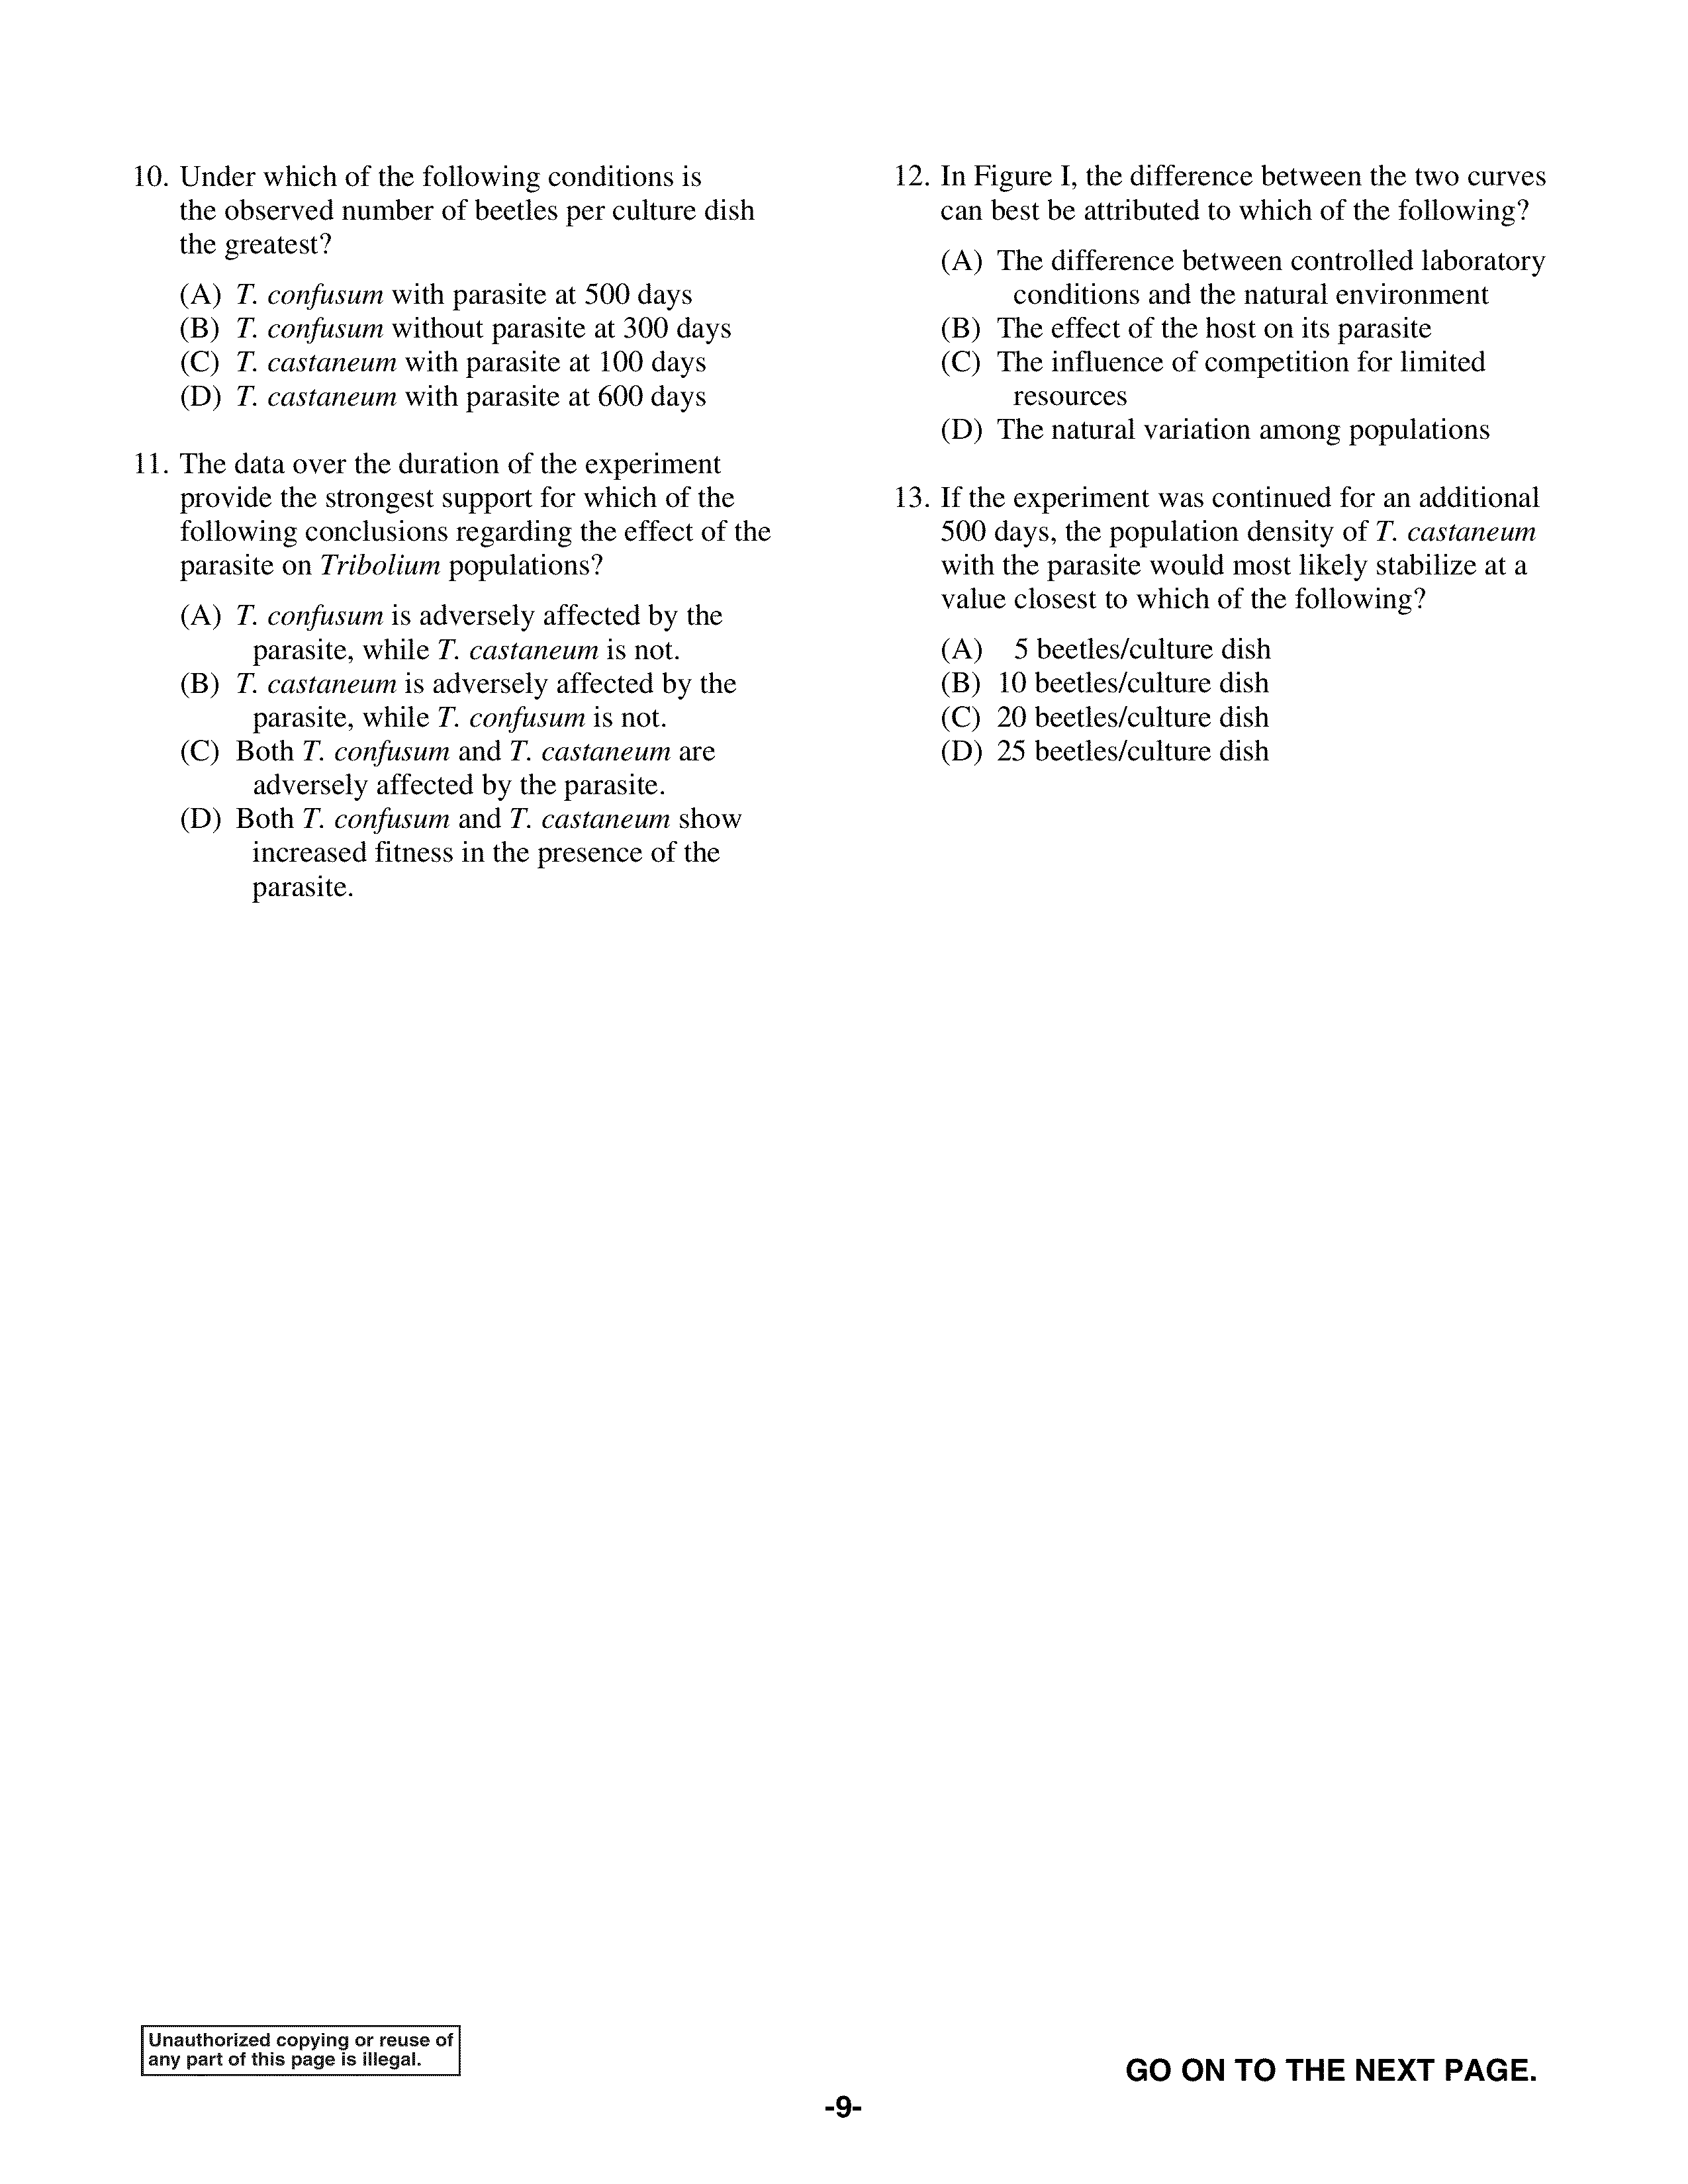 10. Under which of the following conditions is
the observed number of beetles per culture dish
the greatest?
(A) T. confusum with parasite at 500 days
(B) T. confusum without parasite at 300 days
(C) T. castaneum with parasite at 100 days
(D) T. castaneum with parasite at 600 days
11. The data over the duration of the experiment
provide the strongest support for which of the
following conclusions regarding the effect of the
parasite on Tribolium populations?
(A) T. confusum is adversely affected by the
parasite, while T. castaneum is not.
(B) T. castaneum is adversely affected by the
parasite, while T. confusum is not.
(C) Both T. confusum and T. castaneum are
adversely affected by the parasite.
(D) Both T. confusum and T. castaneum show
increased fitness in the presence of the
parasite.
12. In Figure I, the difference between the two curves
can best be attributed to which of the following?
(A) The difference between controlled laboratory
conditions and the natural environment
(B) The effect of the host on its parasite
(C) The influence of competition for limited
resources
(D) The natural variation among populations
13. If the experiment was continued for an additional
500 days, the population density of T. castaneum
with the parasite would most likely stabilize at a
value closest to which of the following?
(A) 5 beetles/culture dish
(B) 10 beetles/culture dish
(C) 20 beetles/culture dish
(D) 25 beetles/culture dish
Unauthorized copying or reuse of
any part of this page is illegal.
GO ON TO THE NEXT PAGE.
-9-